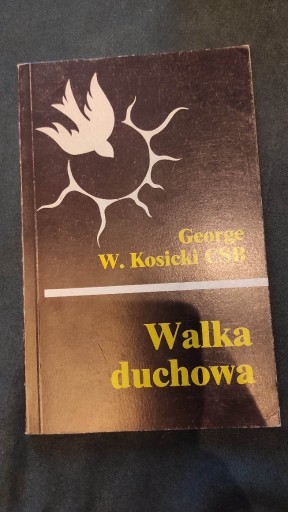 George
W. Kosicki CSB
Walka
duchowa